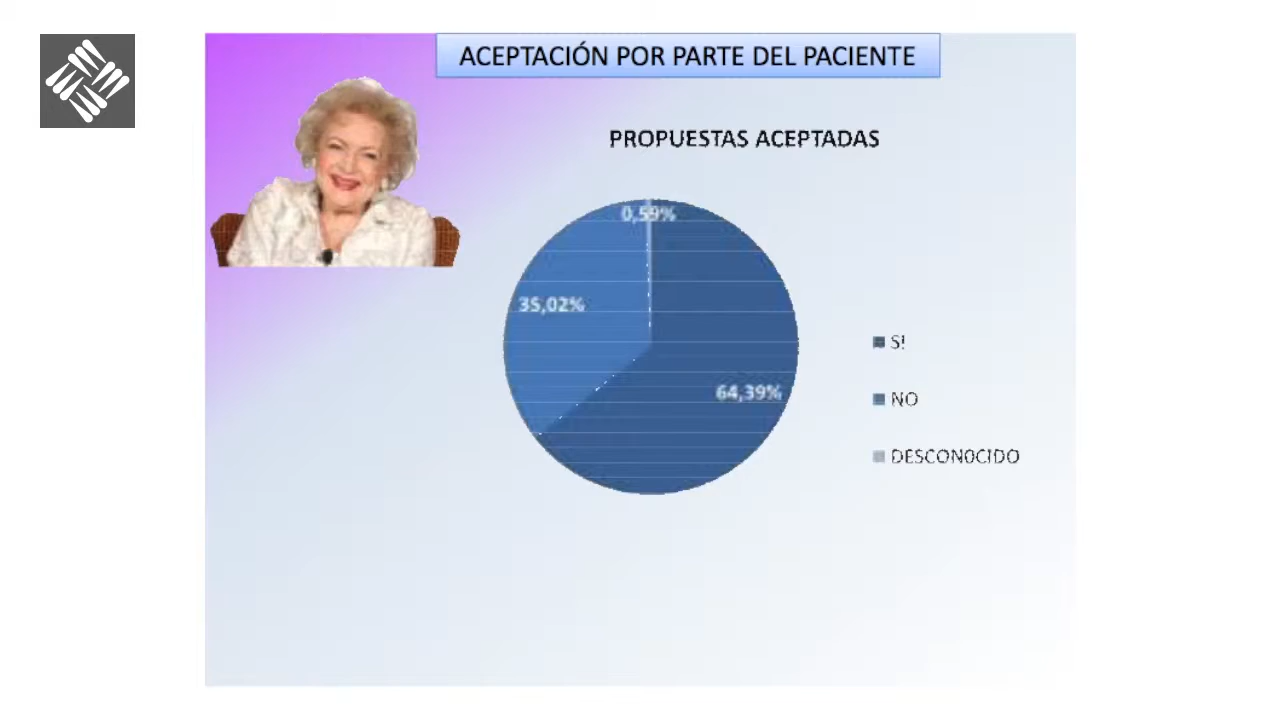 ACEPTACIÓN POR PARTE DEL PACIENTE
PROPUESTAS ACEPTADAS
0,59%
35,02%
64,39%
SI
NO
DESCONOCIDO